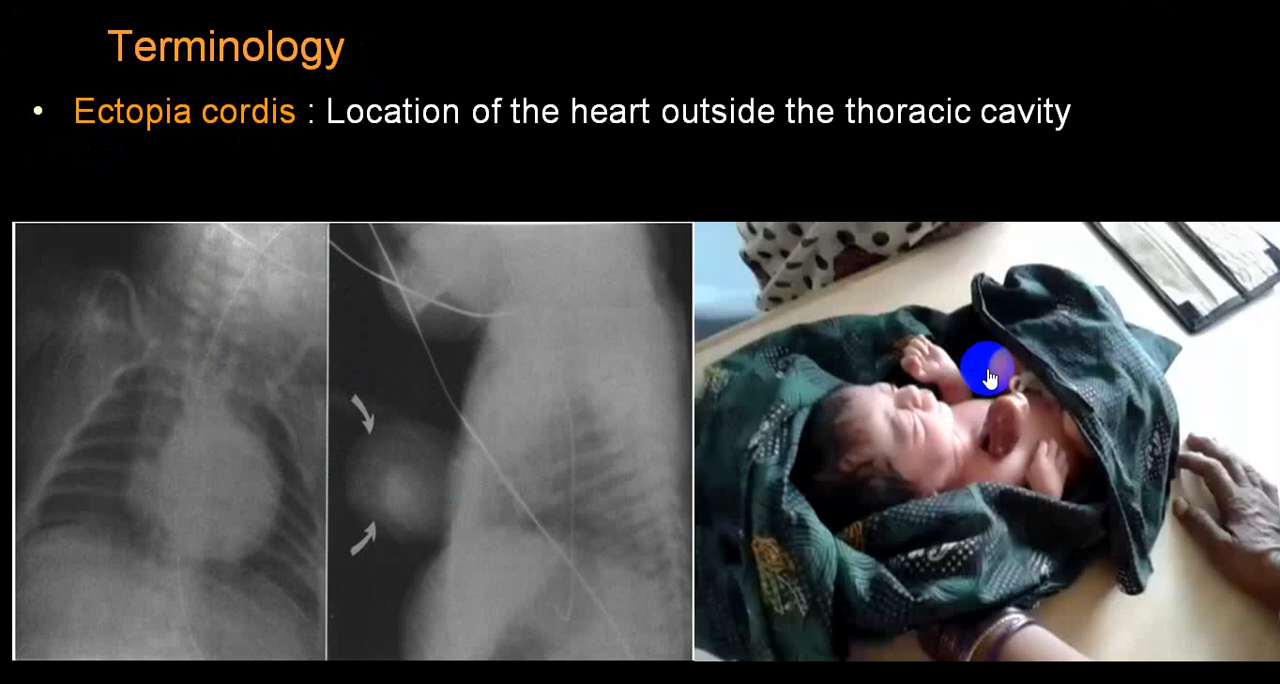 Terminology
• Ectopia cordis : Location of the heart outside the thoracic cavity